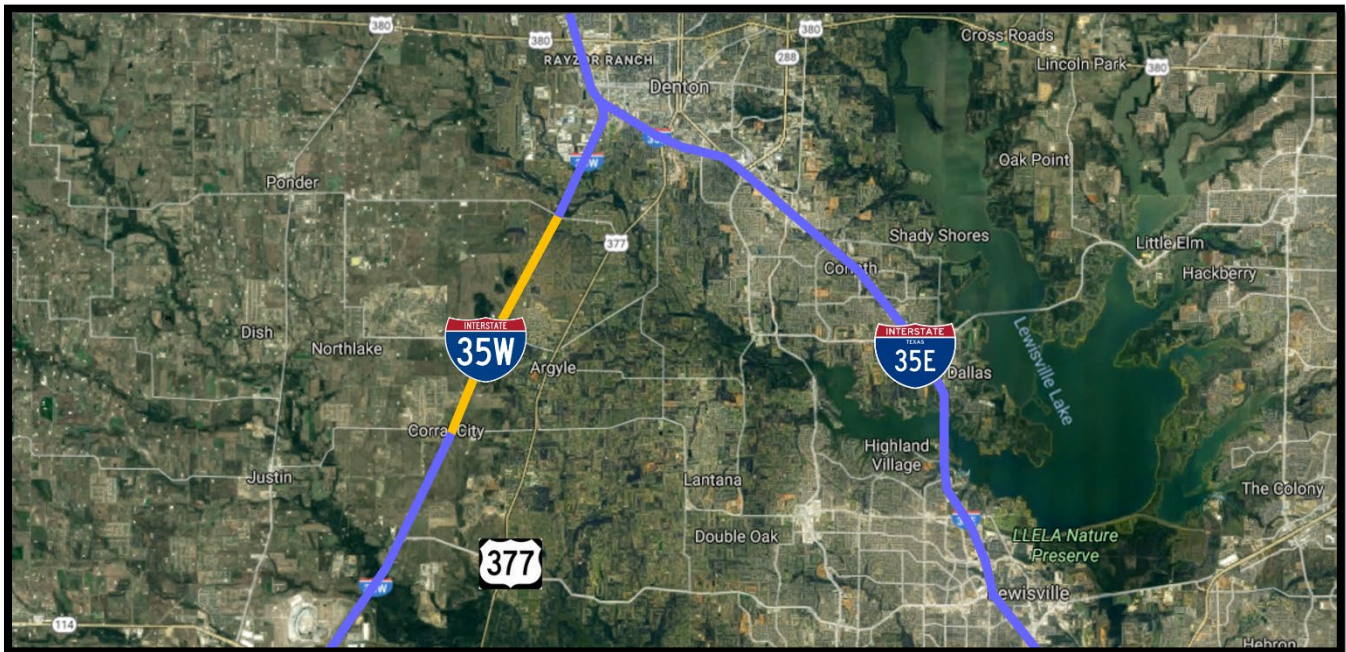 380
380
380
Cross Roads
RAYZOR RANCH
288
Lincoln Park
380
Denton
Oak Point
Ponder
377
Shady Shores
Little Elm
Corinth
Hackberry
Dish
Northlake
INTERSTATE
35W
INTERSTATE
TEXAS
35E
Lewisville Lake
Argyle
Dallas
Corral City
Highland
Village
Justin
Lantana
The Colony
Double Oak
LLELA Nature
Preserve
377
Lewisville
114
Hebron